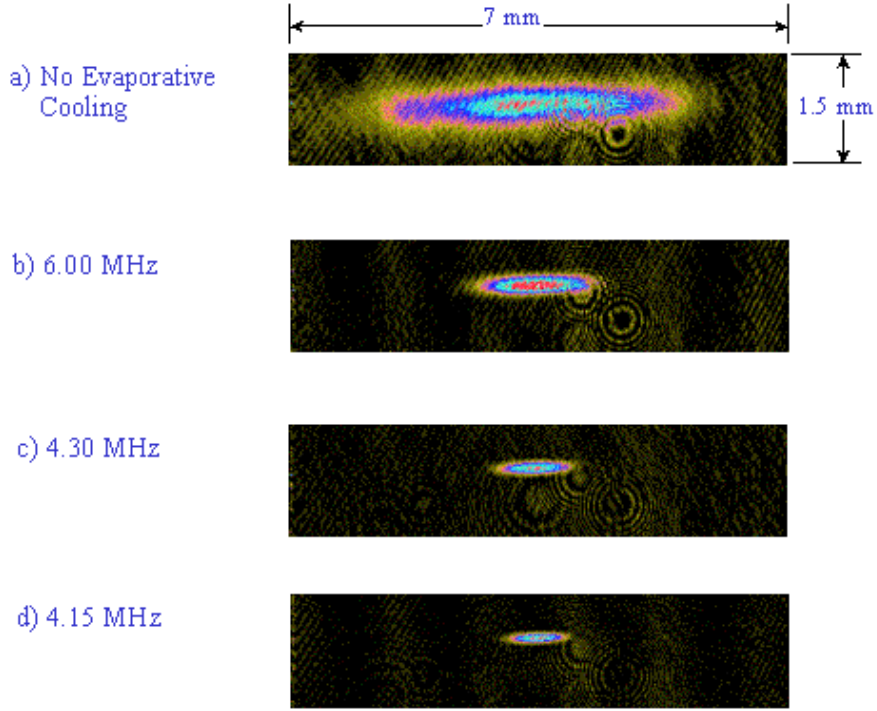 7 mm
a) No Evaporative
Cooling
1.5 mm
b) 6.00 MHz
c) 4.30 MHz
d) 4.15 MHz